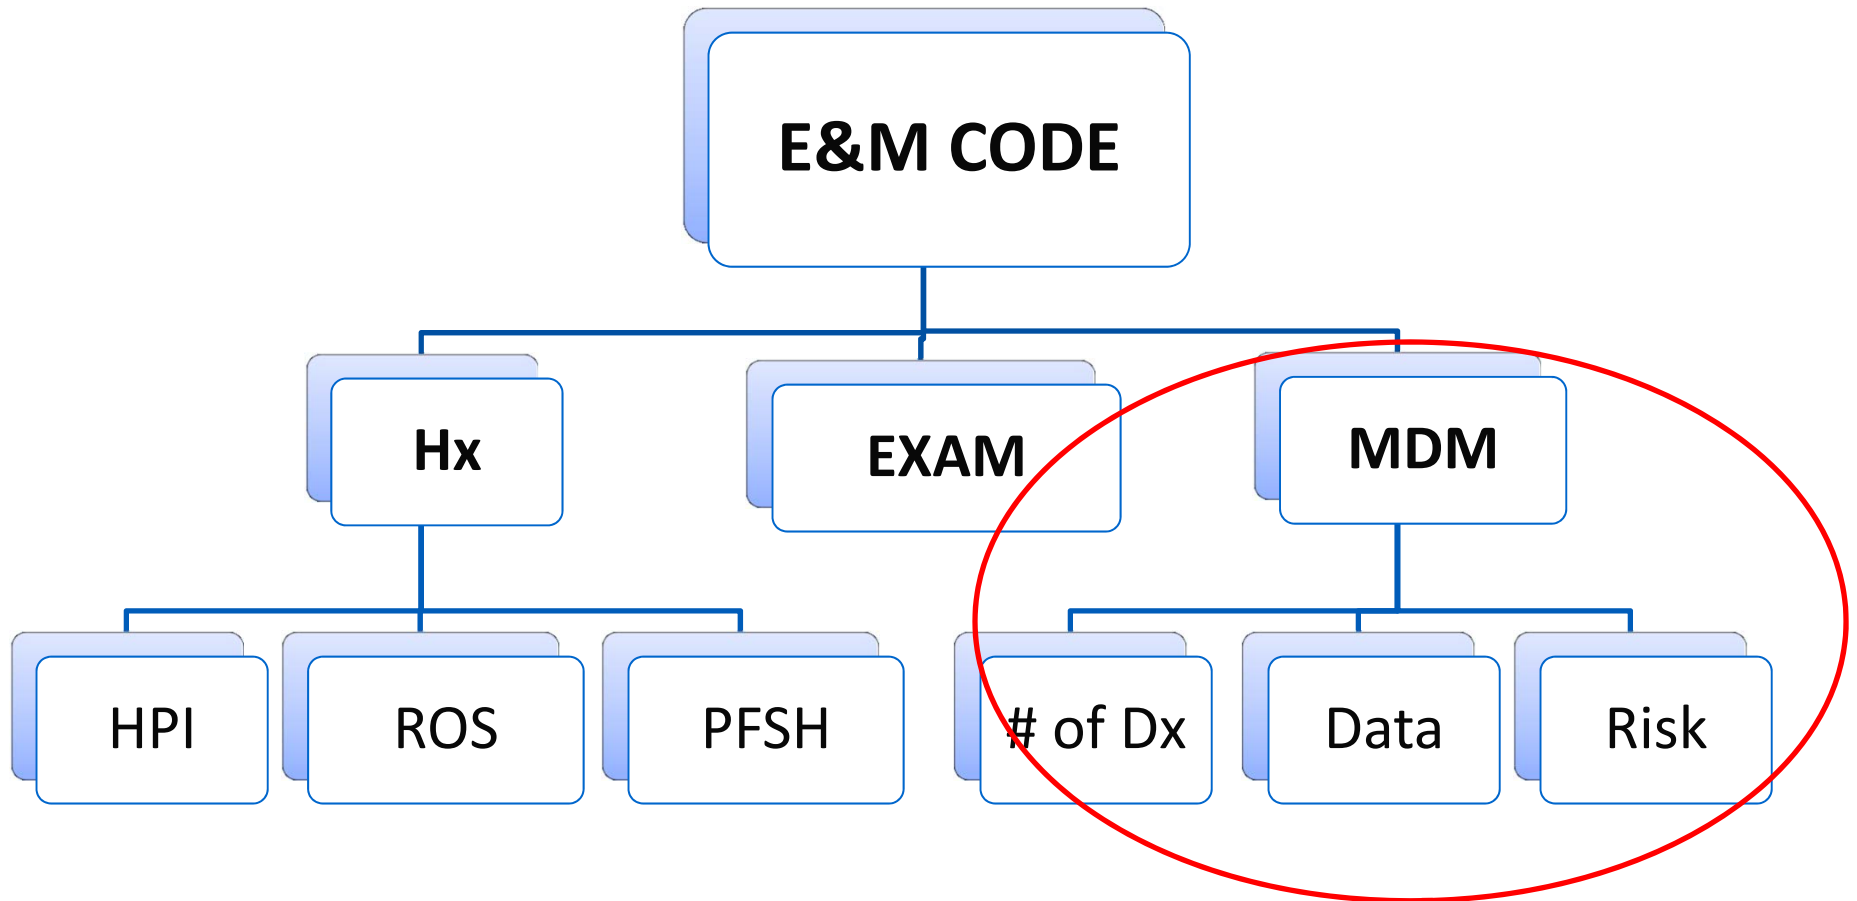 E&M CODE
Hx
EXAM
MDM
HPI
ROS
PFSH
# of Dx
Data
Risk